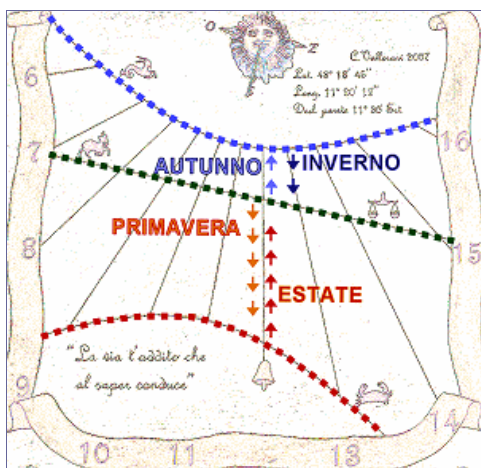 O Z
C. Vallorani 2007
Lat. 43° 18' 46"
Long. 11° 20' 12"
Decl. parete 11° 36' Est
6
16
7
AUTUNNO
INVERNO
PRIMAVERA
8
15
ESTATE
"La via t'addito che
al saper conduce"
9
14
10
11
13